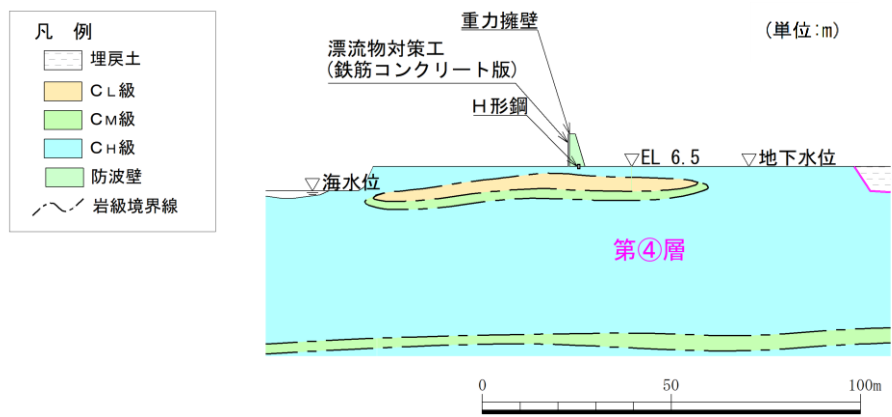 凡 例
埋戻土
CL級
CM級
CH級
防波壁
岩級境界線
重力擁壁
(単位:m)
漂流物対策工
(鉄筋コンクリート版)
H形鋼
▽EL 6.5
▽地下水位
▽海水位
第④層
0 50 100m